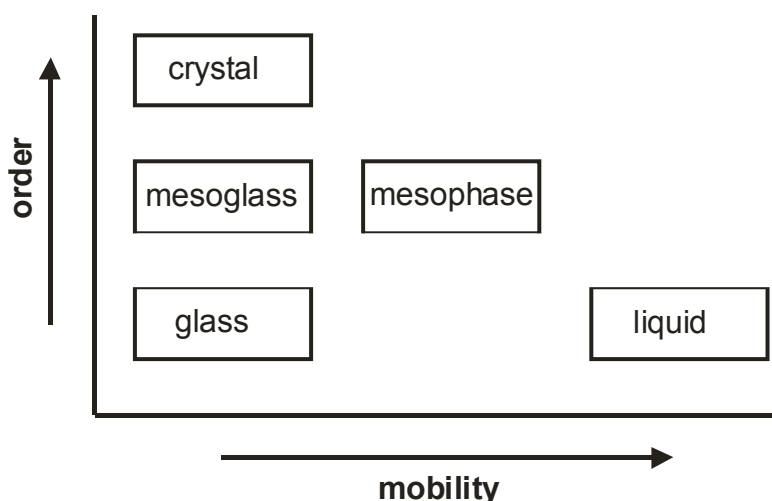 crystal
order
mesoglass
mesophase
glass
liquid
mobility